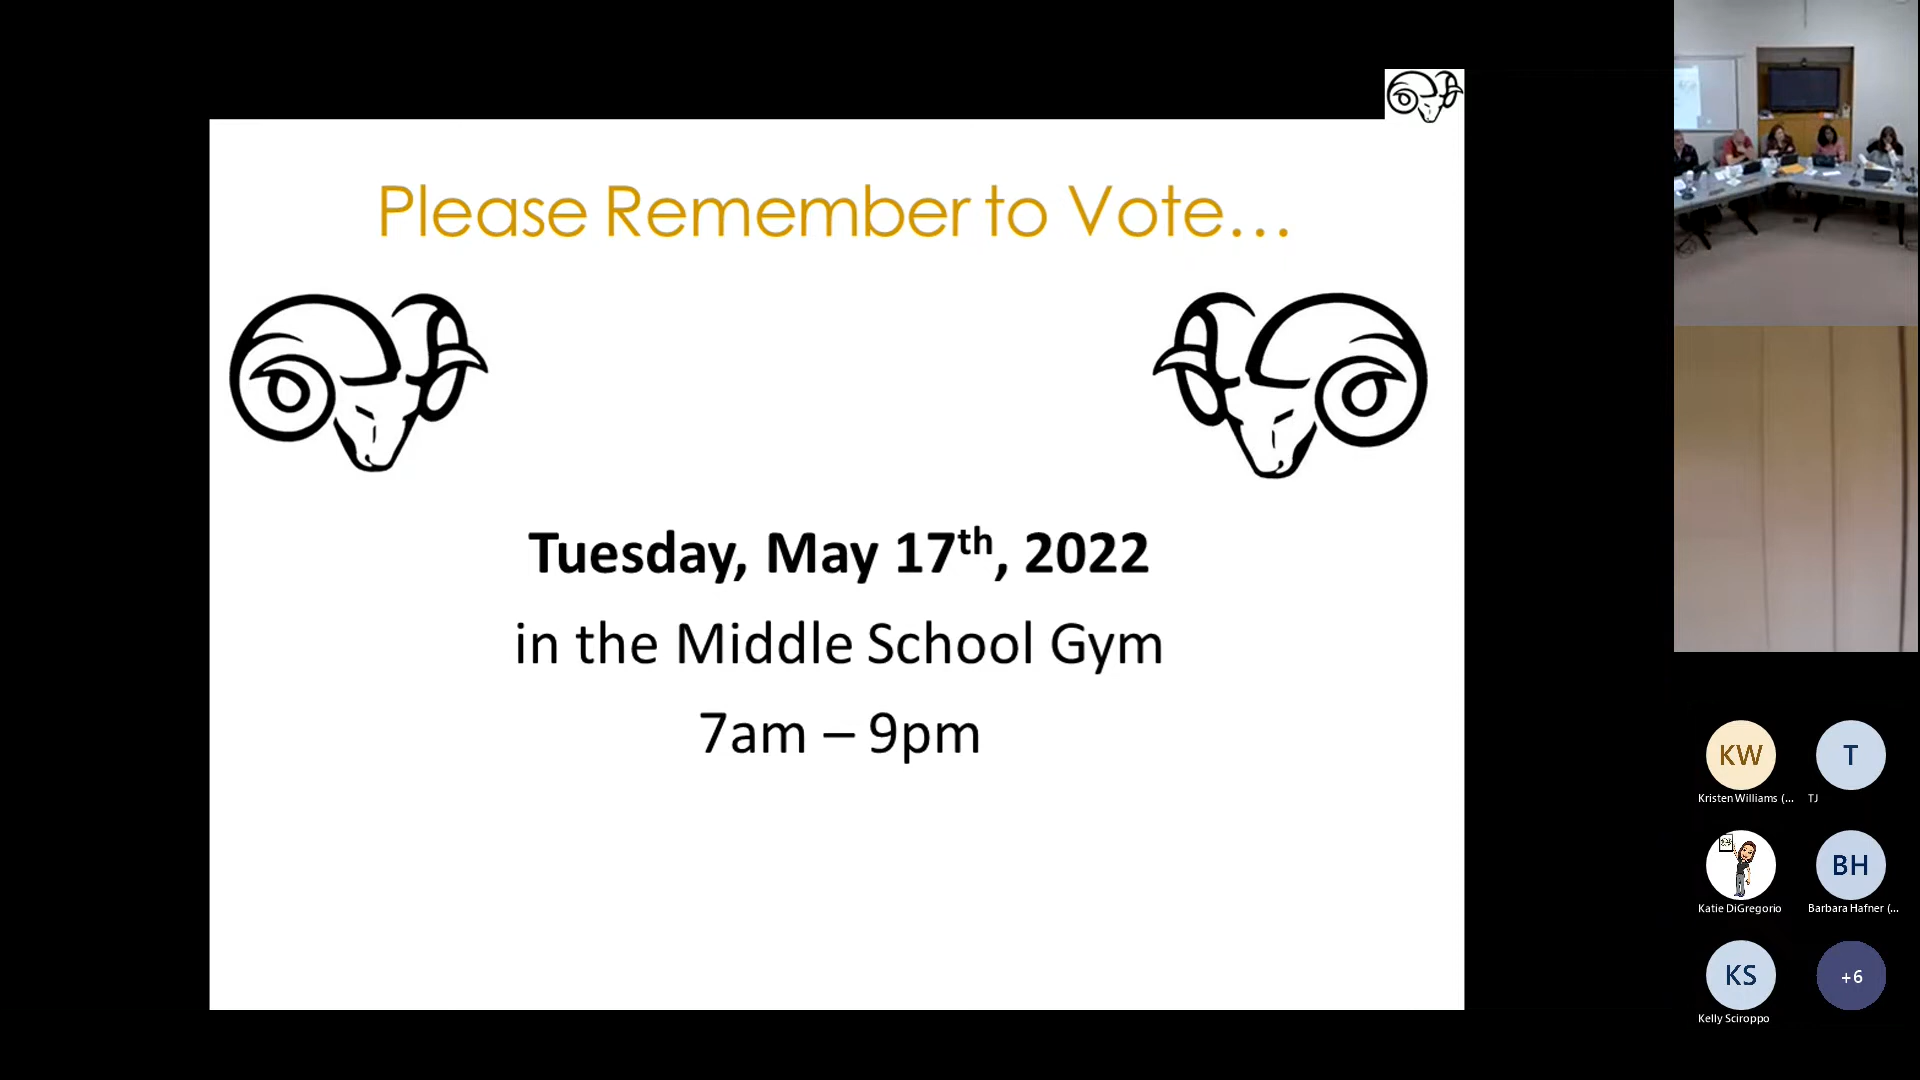 Please Remember to Vote...
Tuesday, May 17th, 2022
in the Middle School Gym
7am – 9pm
KW
T
Kristen Williams (...
TJ
BH
Katie DiGregorio
Barbara Hafner (...
KS
+6
Kelly Sciroppo